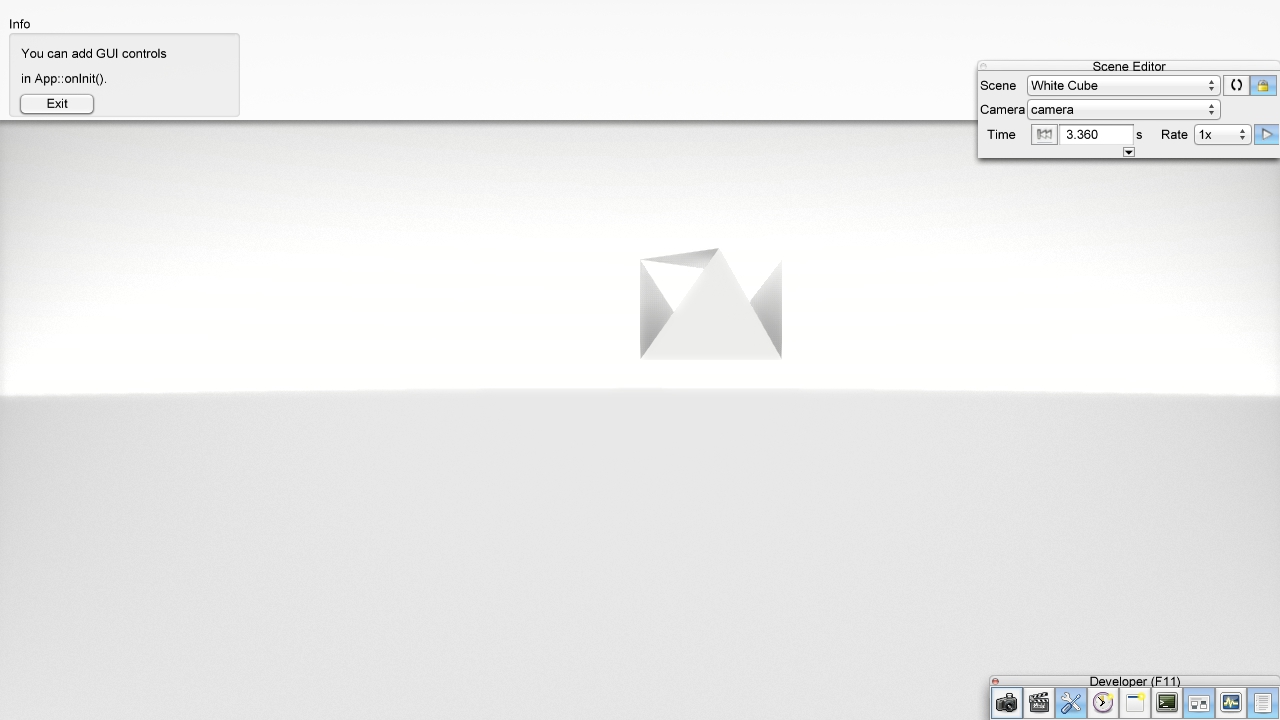 Info
You can add GUI controls
in App::onInit().
Exit
Scene Editor
Scene White Cube
Camera camera
Time 3.360 s Rate 1x
Developer (F11)